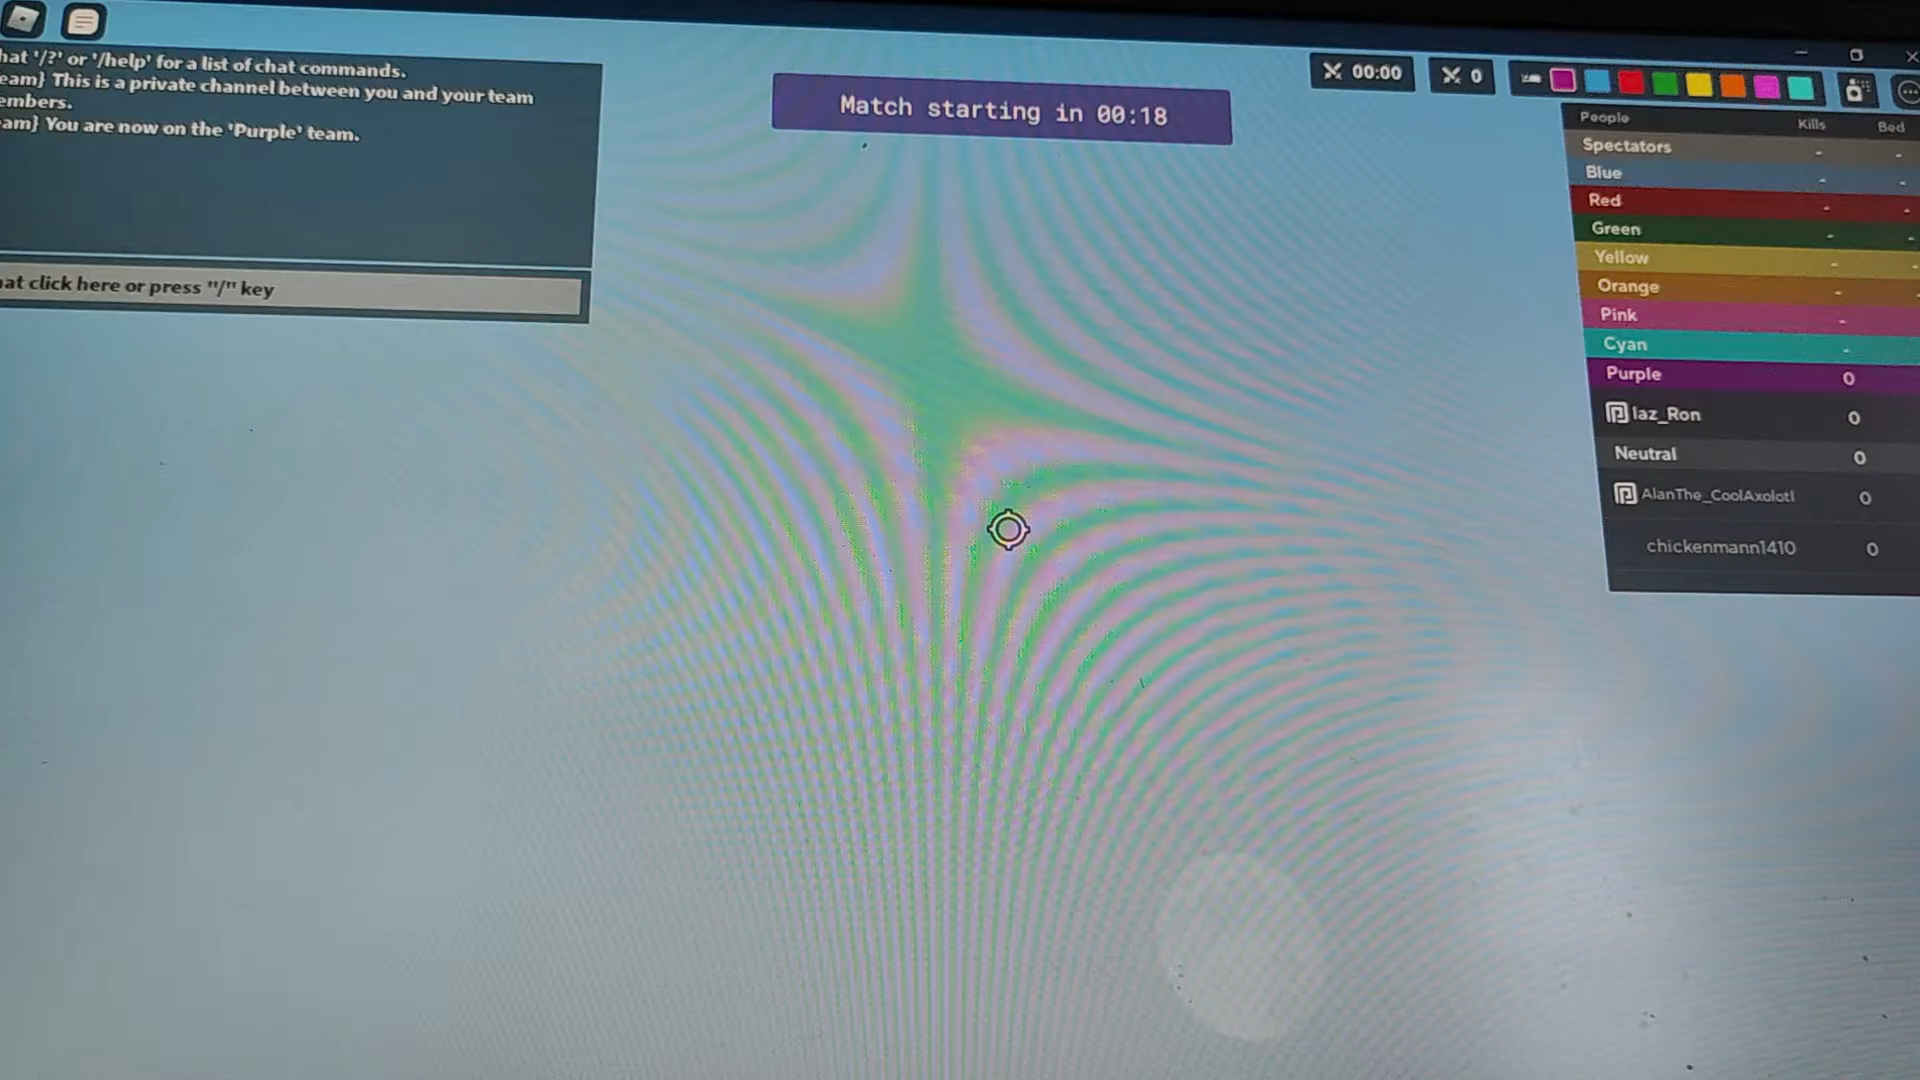 hat '/?' or '/help' for a list of chat commands.
eam} This is a private channel between you and your team
embers.
am} You are now on the 'Purple' team.
at click here or press "/" key
Match starting in 00:18
00:00
0
People Kills Bed
Spectators - -
Blue - -
Red - -
Green - -
Yellow - -
Orange - -
Pink -
Cyan -
Purple 0
Iaz_Ron 0
Neutral 0
AlanThe_CoolAxolotl 0
chickenmann1410 0